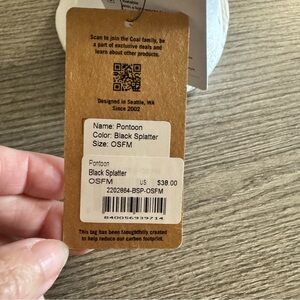 Scan to join the Coal family, be
a part of exclusive deals and
learn about other products.
Designed in Seattle, WA
Since 2002
Name: Pontoon
Color: Black Splatter
Size: OSFM
Pontoon
Black Splatter
OSFM US $38.00
2202864-BSP-OSFM
840056939714
This tag has been thoughtfully created
to help reduce our carbon footprint.